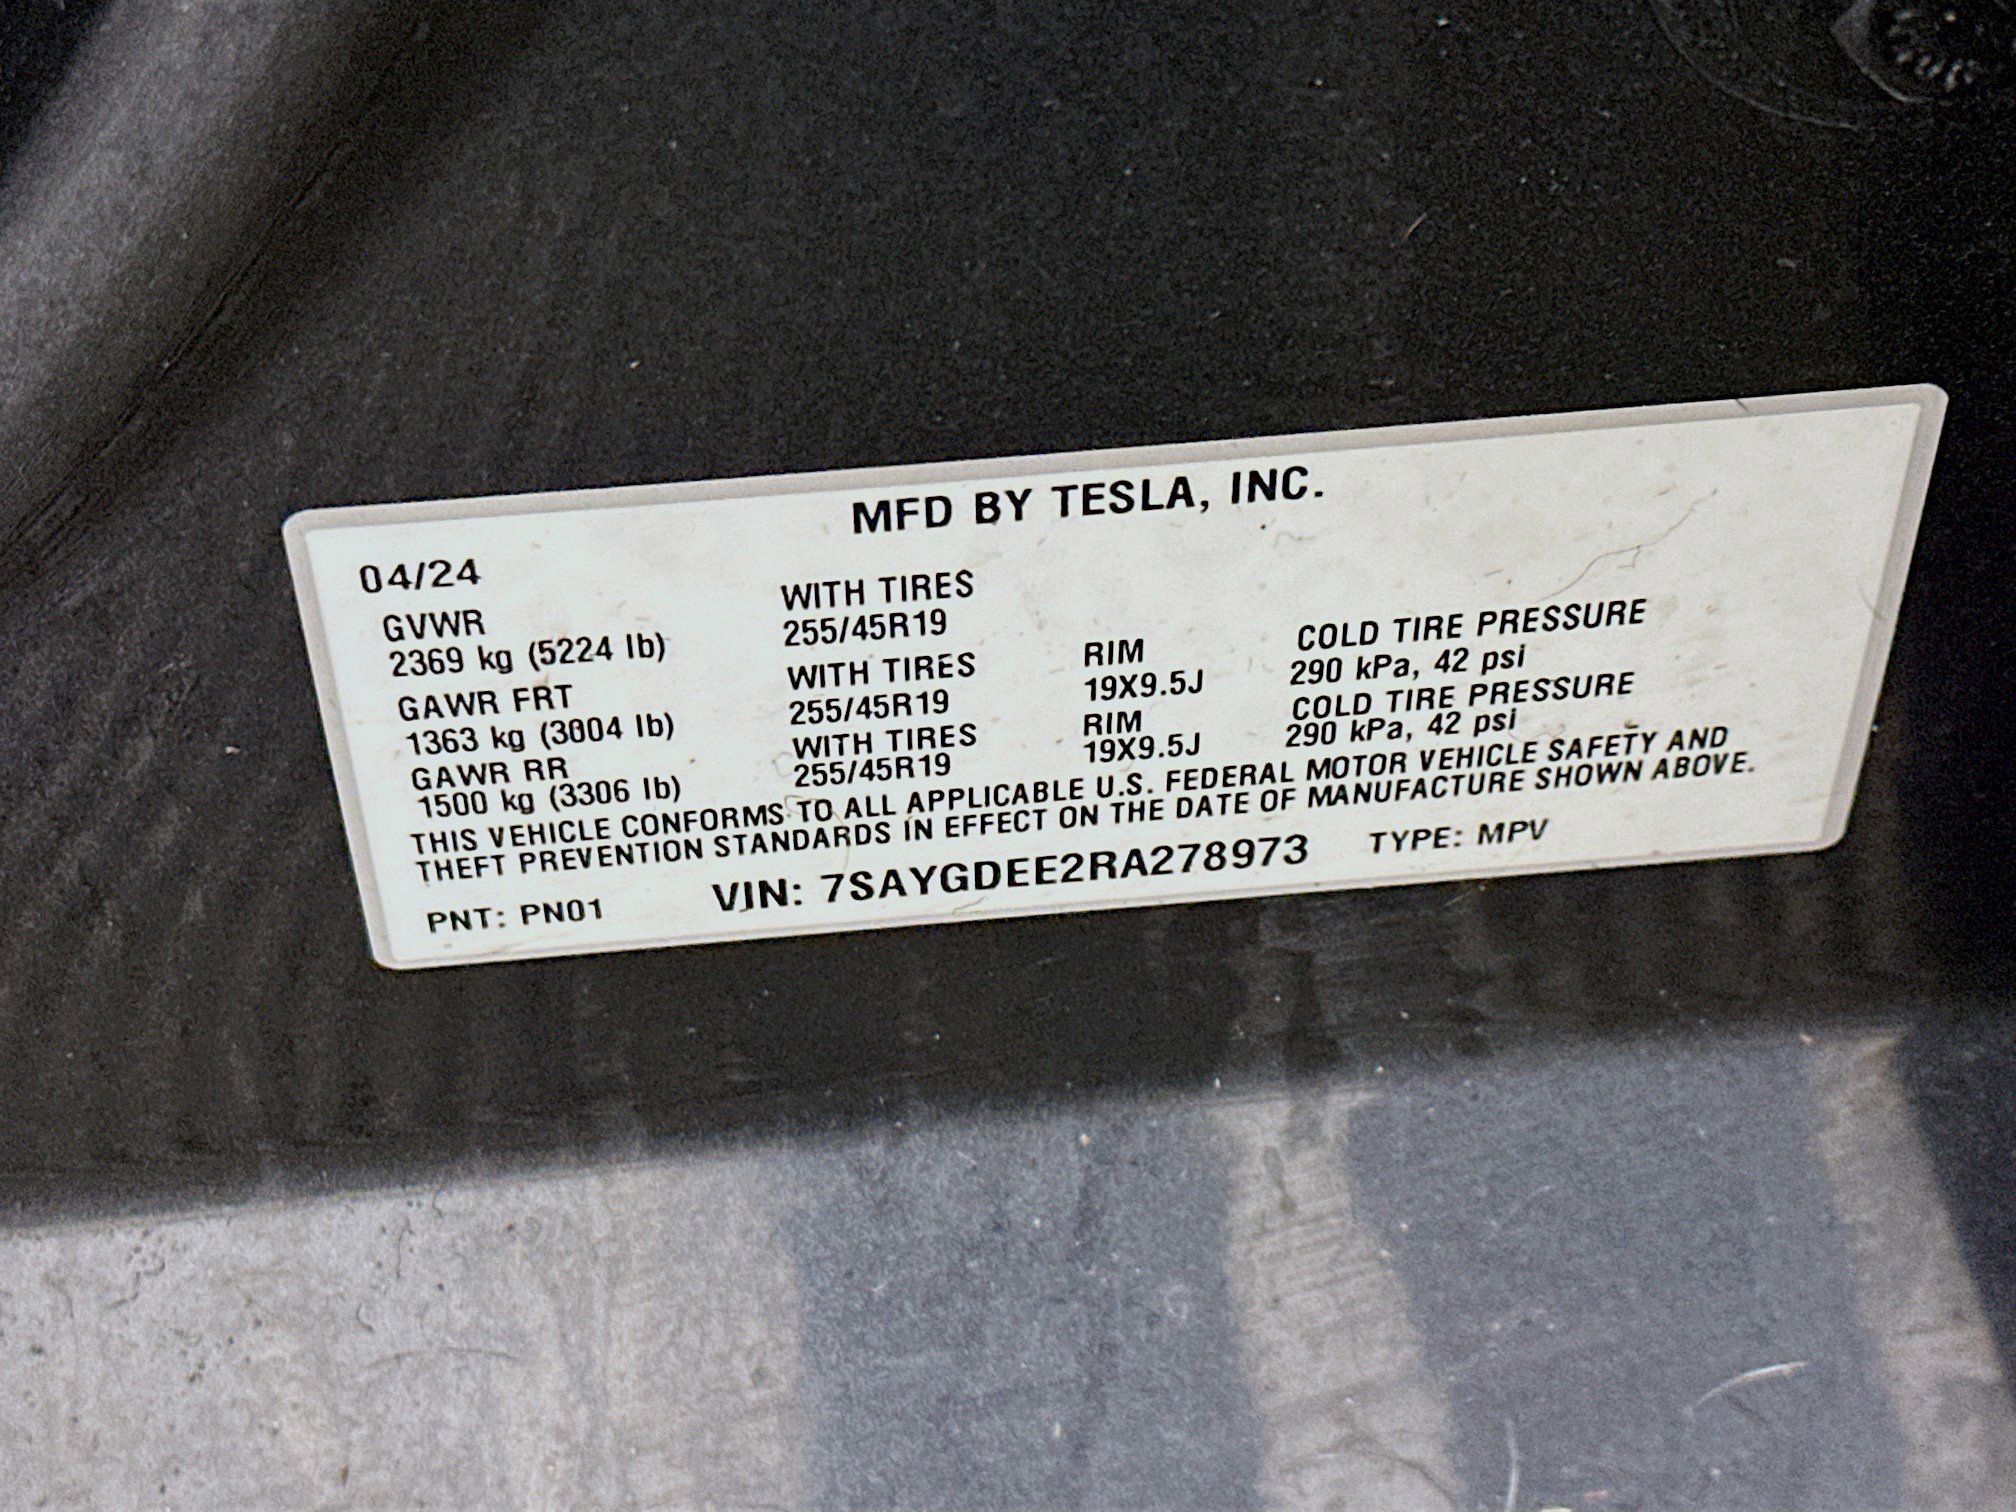 MFD BY TESLA, INC.
04/24
GVWR WITH TIRES
2369 kg (5224 lb) 255/45R19
GAWR FRT WITH TIRES RIM COLD TIRE PRESSURE
1363 kg (3004 lb) 255/45R19 19X9.5J 290 kPa, 42 psi
GAWR RR WITH TIRES RIM COLD TIRE PRESSURE
1500 kg (3306 lb) 255/45R19 19X9.5J 290 kPa, 42 psi
THIS VEHICLE CONFORMS TO ALL APPLICABLE U.S. FEDERAL MOTOR VEHICLE SAFETY AND
THEFT PREVENTION STANDARDS IN EFFECT ON THE DATE OF MANUFACTURE SHOWN ABOVE.
PNT: PN01 VIN: 7SAYGDEE2RA278973 TYPE: MPV